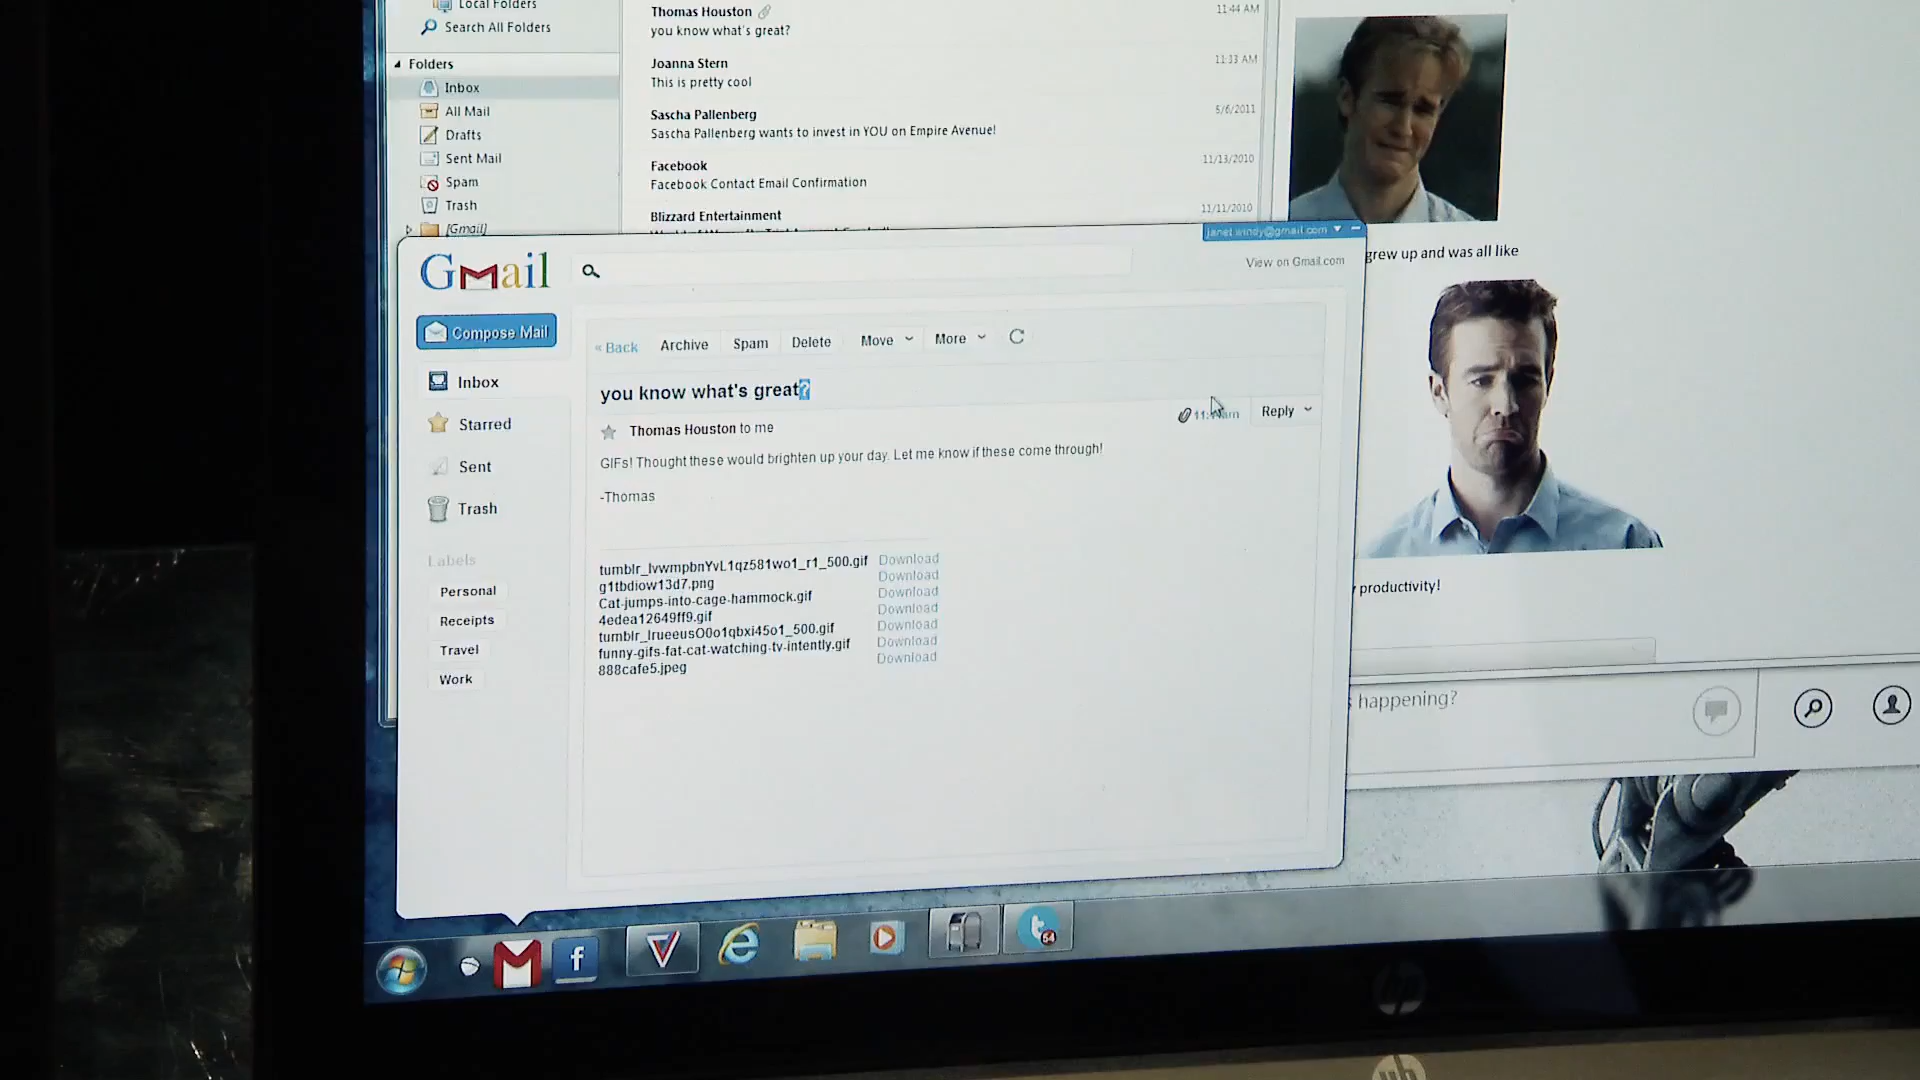 Local Folders
Search All Folders
Folders
Inbox
All Mail
Drafts
Sent Mail
Spam
Trash
[Gmail]
Thomas Houston
11:44 AM
you know what's great?
Joanna Stern
11:33 AM
This is pretty cool
Sascha Pallenberg
5/6/2011
Sascha Pallenberg wants to invest in YOU on Empire Avenue!
Facebook
11/13/2010
Facebook Contact Email Confirmation
Blizzard Entertainment
11/11/2010
grew up and was all like
productivity!
happening?
janet.windy@gmail.com
Gmail
View on Gmail.com
Compose Mail
Inbox
Starred
Sent
Trash
Labels
Personal
Receipts
Travel
Work
« Back Archive Spam Delete Move More
you know what's great?
Thomas Houston to me
Reply
GIFs! Thought these would brighten up your day. Let me know if these come through!
-Thomas
tumblr_lvwmpbnYvL1qz581wo1_r1_500.gif Download
g1tbdiow13d7.png Download
Cat-jumps-into-cage-hammock.gif Download
4edea12649ff9.gif Download
tumblr_lrueeusO0o1qbxi45o1_500.gif Download
funny-gifs-fat-cat-watching-tv-intently.gif Download
888cafe5.jpeg Download
f
54
hp